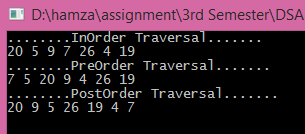 D:\hamza\assignment\3rd Semester\DSA
........InOrder Traversal.......
20 5 9 7 26 4 19
........PreOrder Traversal.......
7 5 20 9 4 26 19
........PostOrder Traversal.......
20 9 5 26 19 4 7